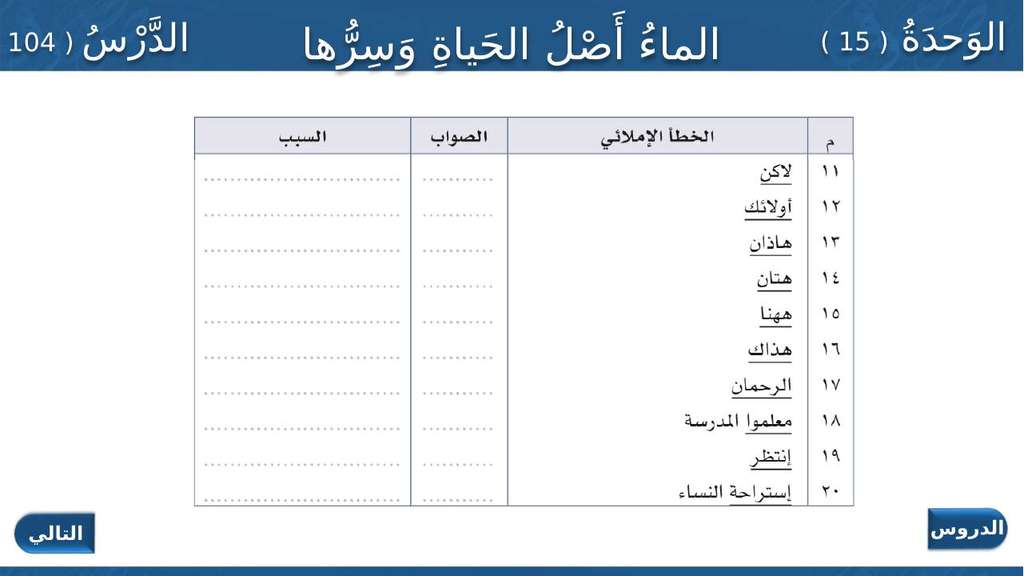 الوَحدَةُ ( 15 ) الماءُ أَصْلُ الحَياةِ وَسِرُّها الدَّرْسُ ( 104
م الخطأ الإملائي الصواب السبب
١١ لاكن
١٢ أولائك
١٣ هاذان
١٤ هتان
١٥ ههنا
١٦ هذاك
١٧ الرحمان
١٨ معلموا المدرسة
١٩ إنتظر
٢٠ إستراحة النساء
الدروس التالي